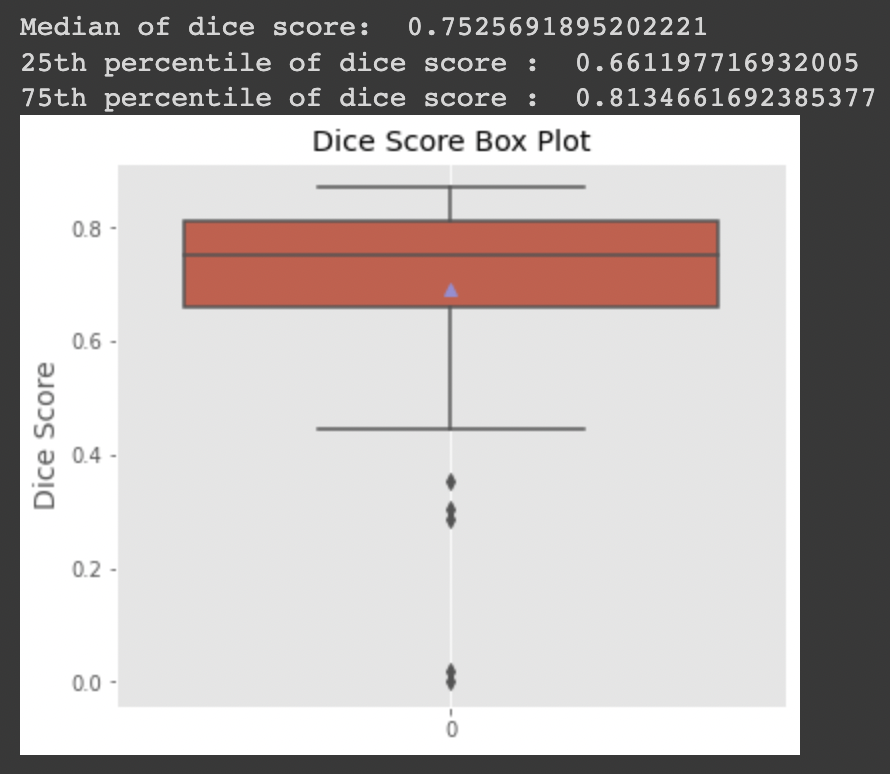 Median of dice score:  0.7525691895202221
25th percentile of dice score :  0.661197716932005
75th percentile of dice score :  0.8134661692385377
Dice Score Box Plot
0.8
0.6
0.4
0.2
0.0
Dice Score
0